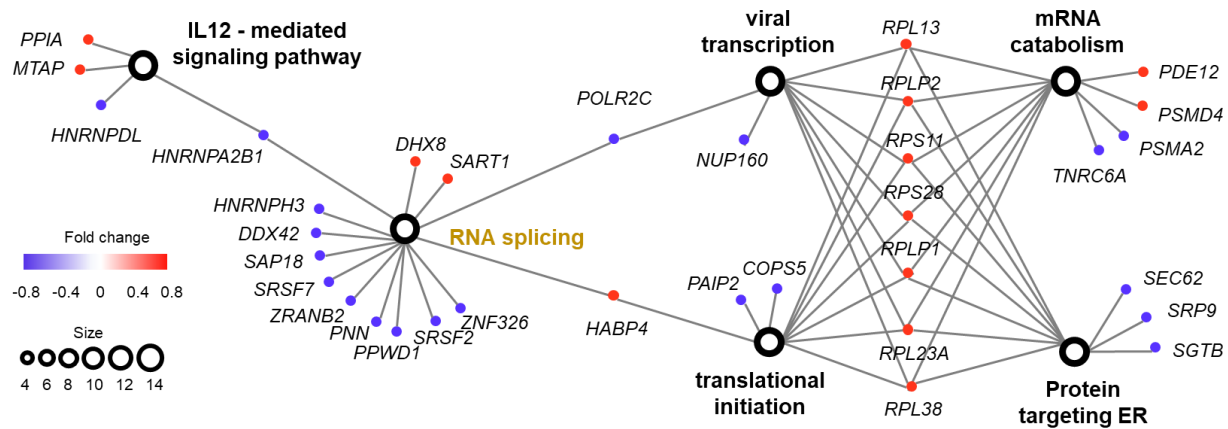 IL12 - mediated
signaling pathway
PPIA
MTAP
HNRNPDL
HNRNPA2B1
viral
transcription
RPL13
mRNA
catabolism
POLR2C
NUP160
RPLP2
RPS11
RPS28
RPLP1
RPL23A
RPL38
PDE12
PSMD4
PSMA2
TNRC6A
DHX8
SART1
HNRNPH3
DDX42
SAP18
SRSF7
ZRANB2
PNN
PPWD1
SRSF2
ZNF326
RNA splicing
HABP4
PAIP2
COPS5
translational
initiation
SEC62
SRP9
SGTB
Protein
targeting ER
Fold change
-0.8 -0.4 0 0.4 0.8
Size
4 6 8 10 12 14